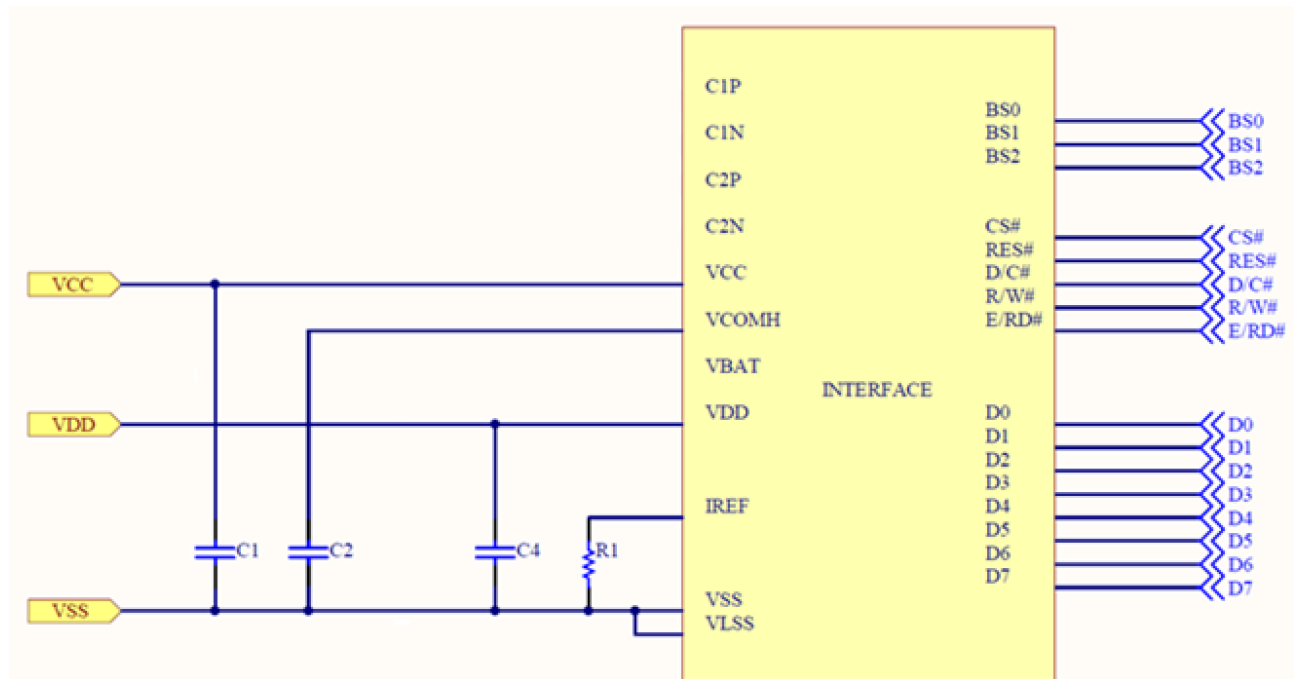 C1P
BS0
BS0
C1N
BS1
BS1
BS2
BS2
C2P
C2N
CS#
CS#
RES#
RES#
VCC
VCC
D/C#
D/C#
R/W#
R/W#
VCOMH
E/RD#
E/RD#
VBAT
INTERFACE
VDD
VDD
D0
D0
D1
D1
D2
D2
D3
D3
IREF
D4
D4
C1
C2
C4
R1
D5
D5
D6
D6
D7
D7
VSS
VSS
VLSS